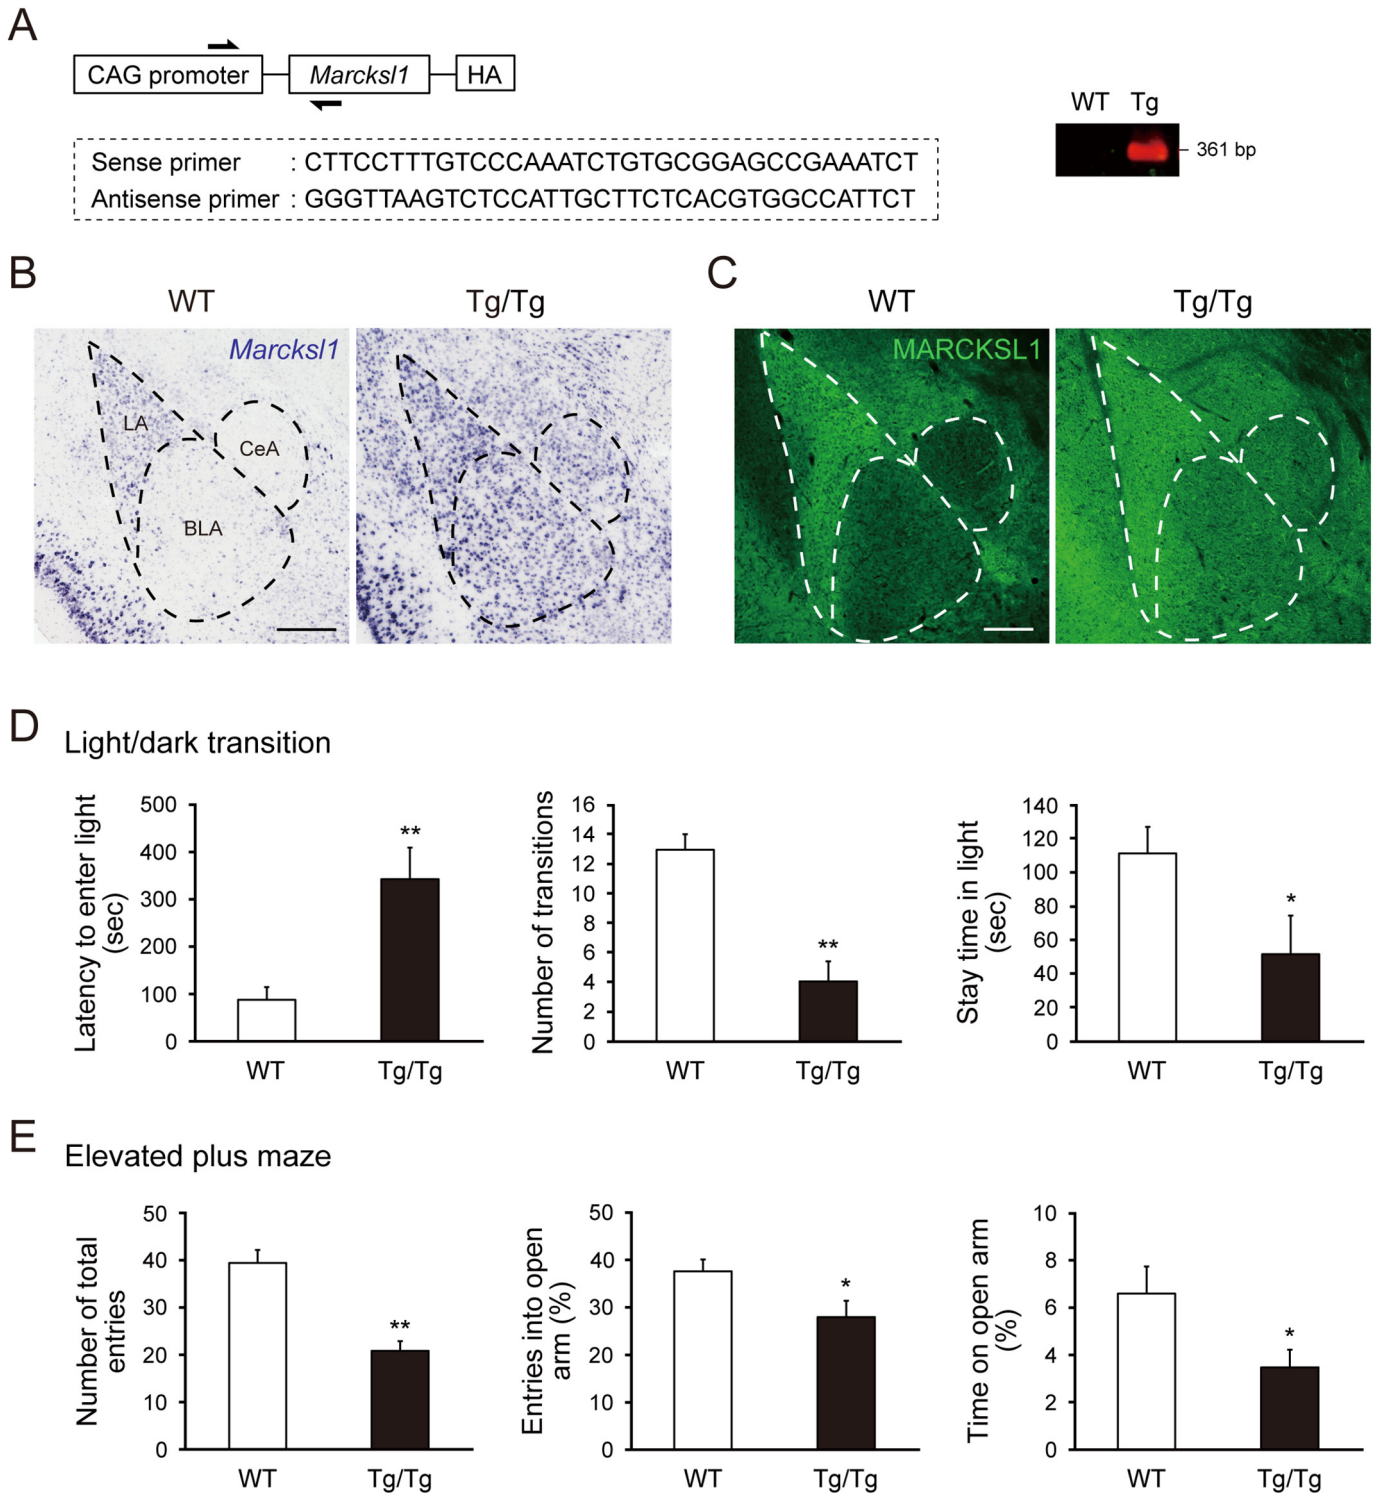 A
CAG promoter
Marcksl1
HA
WT Tg
361 bp
Sense primer : CTTCCTTTGTCCCAAATCTGTGCGGAGCCGAAATCT
Antisense primer : GGGTTAAGTCTCCATTGCTTCTCACGTGGCCATTCT
B
WT
Tg/Tg
Marcksl1
LA
CeA
BLA
C
WT
Tg/Tg
MARCKSL1
D
Light/dark transition
Latency to enter light
(sec)
500
400
300
200
100
0
**
WT
Tg/Tg
Number of transitions
16
14
12
10
8
6
4
2
0
**
WT
Tg/Tg
Stay time in light
(sec)
140
120
100
80
60
40
20
0
*
WT
Tg/Tg
E
Elevated plus maze
Number of total
entries
50
40
30
20
10
0
**
WT
Tg/Tg
Entries into open
arm (%)
50
40
30
20
10
0
*
WT
Tg/Tg
Time on open arm
(%)
10
8
6
4
2
0
*
WT
Tg/Tg